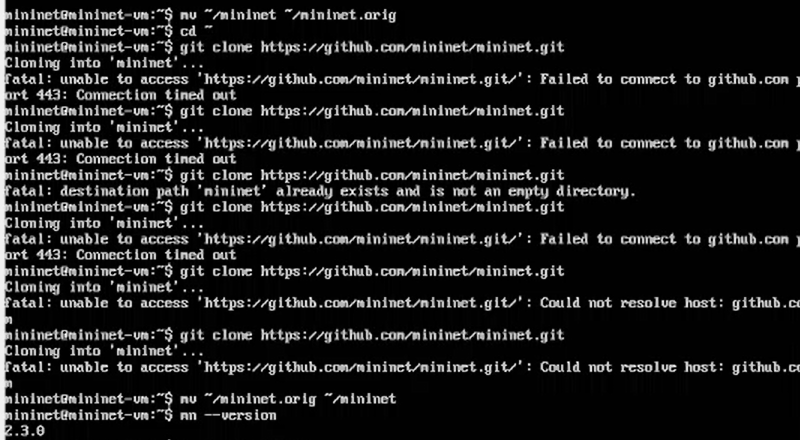 mininet@mininet-vm:~$ mv ~/mininet ~/mininet.orig
mininet@mininet-vm:~$ cd ~
mininet@mininet-vm:~$ git clone https://github.com/mininet/mininet.git
Cloning into 'mininet'...
fatal: unable to access 'https://github.com/mininet/mininet.git/': Failed to connect to github.com p
ort 443: Connection timed out
mininet@mininet-vm:~$ git clone https://github.com/mininet/mininet.git
Cloning into 'mininet'...
fatal: unable to access 'https://github.com/mininet/mininet.git/': Failed to connect to github.com p
ort 443: Connection timed out
mininet@mininet-vm:~$ git clone https://github.com/mininet/mininet.git
fatal: destination path 'mininet' already exists and is not an empty directory.
mininet@mininet-vm:~$ git clone https://github.com/mininet/mininet.git
Cloning into 'mininet'...
fatal: unable to access 'https://github.com/mininet/mininet.git/': Failed to connect to github.com p
ort 443: Connection timed out
mininet@mininet-vm:~$ git clone https://github.com/mininet/mininet.git
Cloning into 'mininet'...
fatal: unable to access 'https://github.com/mininet/mininet.git/': Could not resolve host: github.co
m
mininet@mininet-vm:~$ git clone https://github.com/mininet/mininet.git
Cloning into 'mininet'...
fatal: unable to access 'https://github.com/mininet/mininet.git/': Could not resolve host: github.co
m
mininet@mininet-vm:~$ mv ~/mininet.orig ~/mininet
mininet@mininet-vm:~$ mn --version
2.3.0